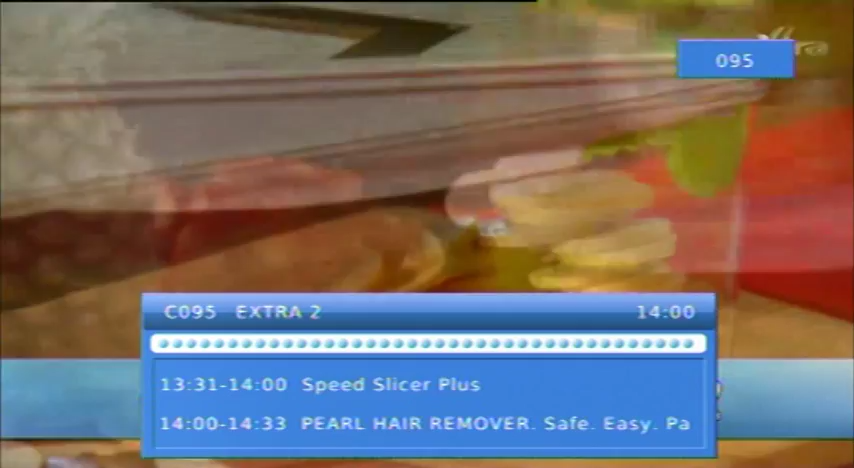 095
C095 EXTRA 2 14:00
13:31-14:00 Speed Slicer Plus
14:00-14:33 PEARL HAIR REMOVER. Safe. Easy. Pa